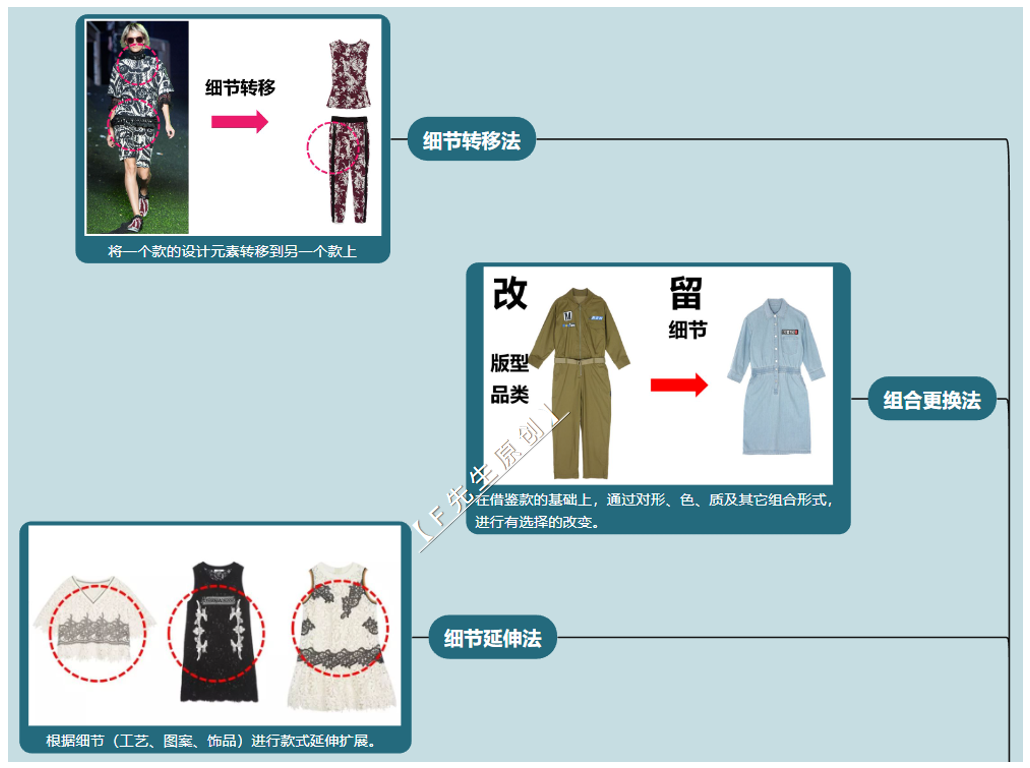 细节转移
将一个款的设计元素转移到另一个款上
细节转移法
改
版型
品类
留
细节
在借鉴款的基础上，通过对形、色、质及其它组合形式，
进行有选择的改变。
组合更换法
【F先生原创】
根据细节（工艺、图案、饰品）进行款式延伸扩展。
细节延伸法